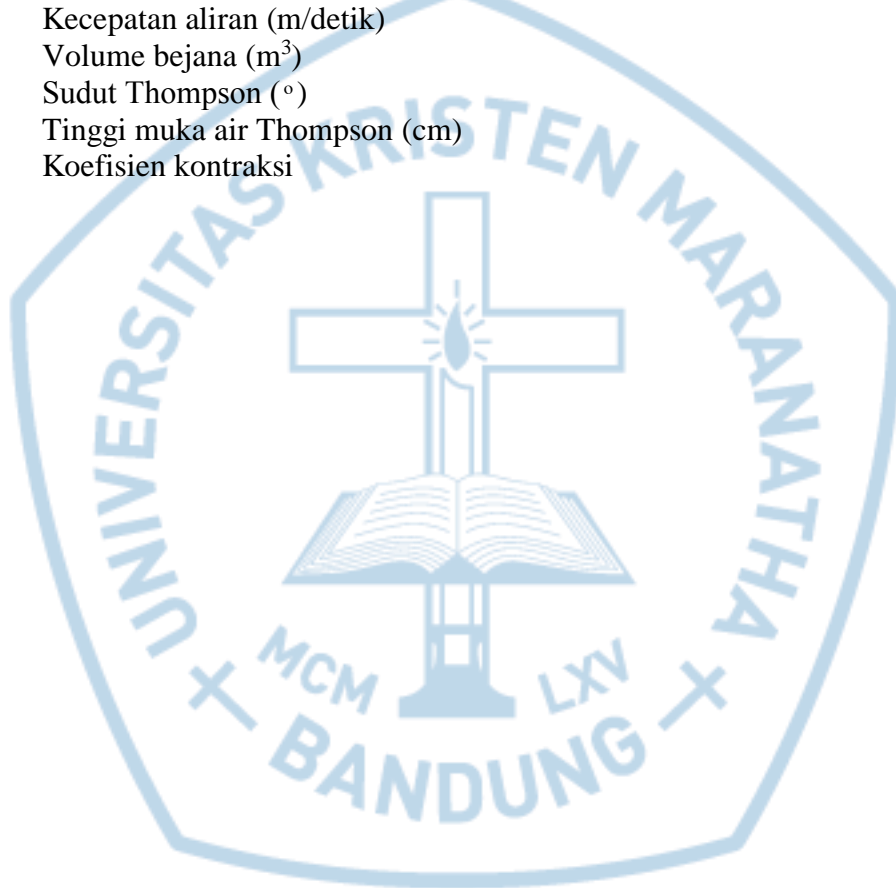 Kecepatan aliran (m/detik)
Volume bejana (m³)
Sudut Thompson (°)
Tinggi muka air Thompson (cm)
Koefisien kontraksi
UNIVERSITAS KRISTEN MARANATHA
MCM LXV
BANDUNG